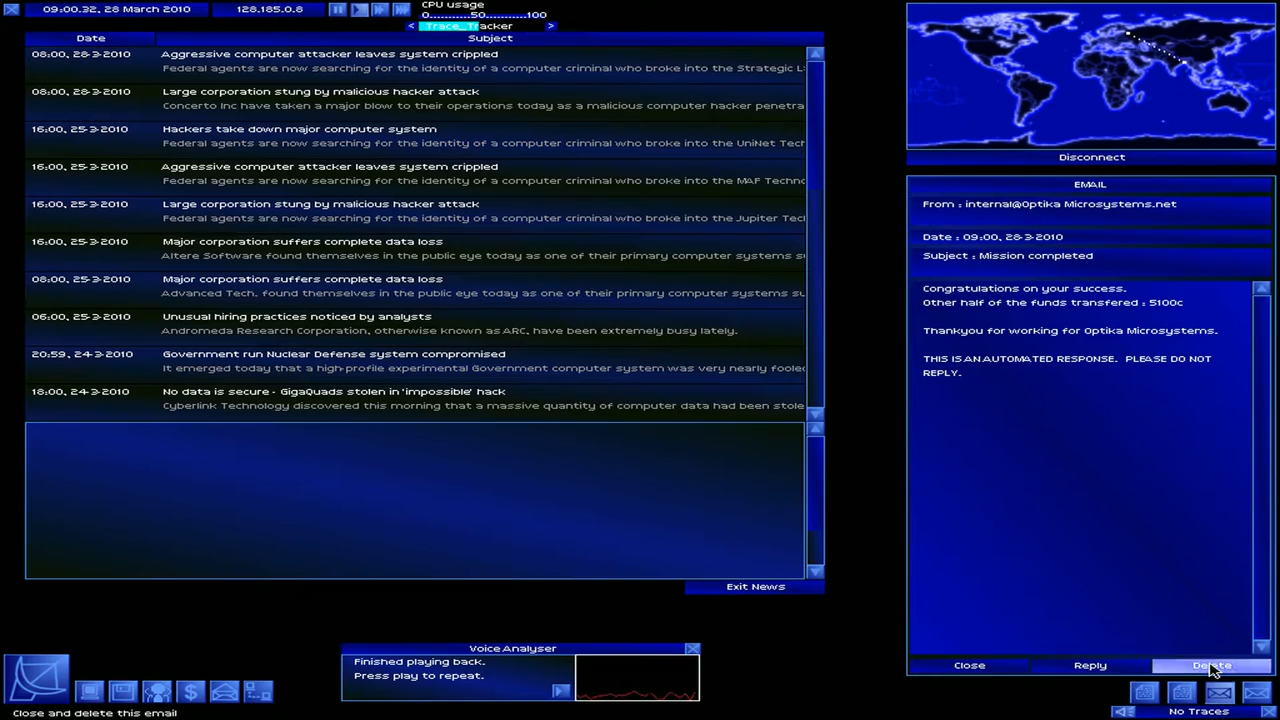 09:00.32, 28 March 2010
128.185.0.8
CPU usage
0.........50.........100
< Trace_Tracker >
Date
Subject
08:00, 28-3-2010
Aggressive computer attacker leaves system crippled
Federal agents are now searching for the identity of a computer criminal who broke into the Strategic L
08:00, 28-3-2010
Large corporation stung by malicious hacker attack
Concerto Inc have taken a major blow to their operations today as a malicious computer hacker penetra
16:00, 25-3-2010
Hackers take down major computer system
Federal agents are now searching for the identity of a computer criminal who broke into the UniNet Tec
16:00, 25-3-2010
Aggressive computer attacker leaves system crippled
Federal agents are now searching for the identity of a computer criminal who broke into the MAF Techno
16:00, 25-3-2010
Large corporation stung by malicious hacker attack
Federal agents are now searching for the identity of a computer criminal who broke into the Jupiter Tec
16:00, 25-3-2010
Major corporation suffers complete data loss
Altere Software found themselves in the public eye today as one of their primary computer systems su
08:00, 25-3-2010
Major corporation suffers complete data loss
Advanced Tech. found themselves in the public eye today as one of their primary computer systems su
06:00, 25-3-2010
Unusual hiring practices noticed by analysts
Andromeda Research Corporation, otherwise known as ARC, have been extremely busy lately.
20:59, 24-3-2010
Government run Nuclear Defense system compromised
It emerged today that a high-profile experimental Government computer system was very nearly foole
18:00, 24-3-2010
No data is secure - GigaQuads stolen in 'impossible' hack
Cyberlink Technology discovered this morning that a massive quantity of computer data had been stole
Exit News
Disconnect
EMAIL
From : internal@Optika Microsystems.net
Date : 09:00, 28-3-2010
Subject : Mission completed
Congratulations on your success.
Other half of the funds transfered : 5100c
Thankyou for working for Optika Microsystems.
THIS IS AN AUTOMATED RESPONSE. PLEASE DO NOT
REPLY.
Close
Reply
Delete
Voice Analyser
Finished playing back.
Press play to repeat.
No Traces
Close and delete this email